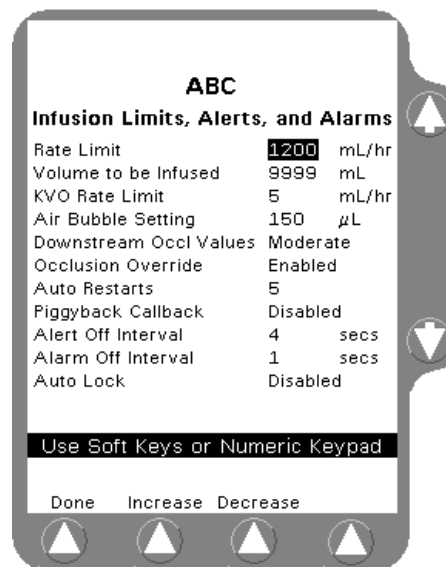 ABC
Infusion Limits, Alerts, and Alarms
Rate Limit 1200 mL/hr
Volume to be Infused 9999 mL
KVO Rate Limit 5 mL/hr
Air Bubble Setting 150 μL
Downstream Occl Values Moderate
Occlusion Override Enabled
Auto Restarts 5
Piggyback Callback Disabled
Alert Off Interval 4 secs
Alarm Off Interval 1 secs
Auto Lock Disabled
Use Soft Keys or Numeric Keypad
Done Increase Decrease